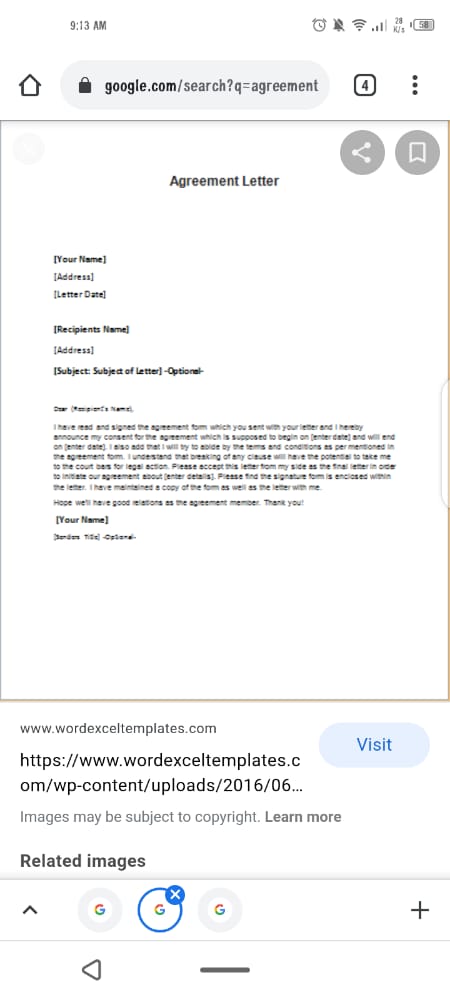 9:13 AM
28
K/s
58
google.com/search?q=agreement
4
Agreement Letter
[Your Name]
[Address]
[Letter Date]
[Recipients Name]
[Address]
[Subject: Subject of Letter] -Optional-
Dear (Recipient's Name),
I have read and signed the agreement form which you sent with your letter and I hereby
announce my consent for the agreement which is supposed to begin on [enter date] and will end
on [enter date]. I also add that I will try to abide by the terms and conditions as per mentioned in
the agreement form. I understand that breaking of any clause will have the potential to take me
to the court bars for legal action. Please accept this letter from my side as the final letter in order
to initiate our agreement about [enter details]. Please find the signature form is enclosed within
the letter. I have maintained a copy of the form as well as the letter with me.
Hope we'll have good relations as the agreement member. Thank you!
[Your Name]
[Senders Title] -Optional-
www.wordexceltemplates.com
Visit
https://www.wordexceltemplates.c
om/wp-content/uploads/2016/06...
Images may be subject to copyright. Learn more
Related images
G
G
G